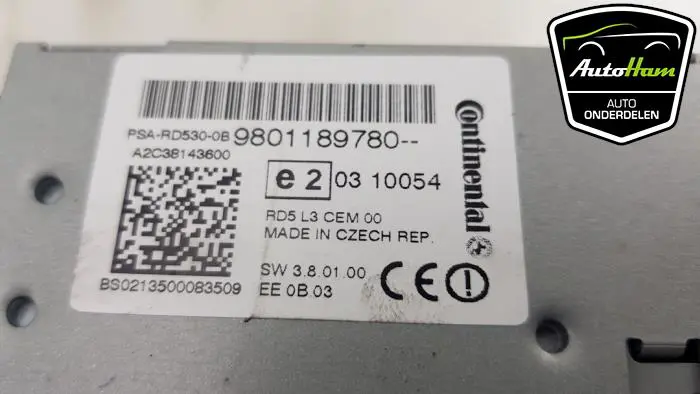 AutoHam
AUTO
ONDERDELEN
PSA-RD530-0B 9801189780--
A2C38143600
e2 03 10054
Continental
RD5 L3 CEM 00
MADE IN CZECH REP.
SW 3.8.01.00
EE 0B.03
CE
BS0213500083509